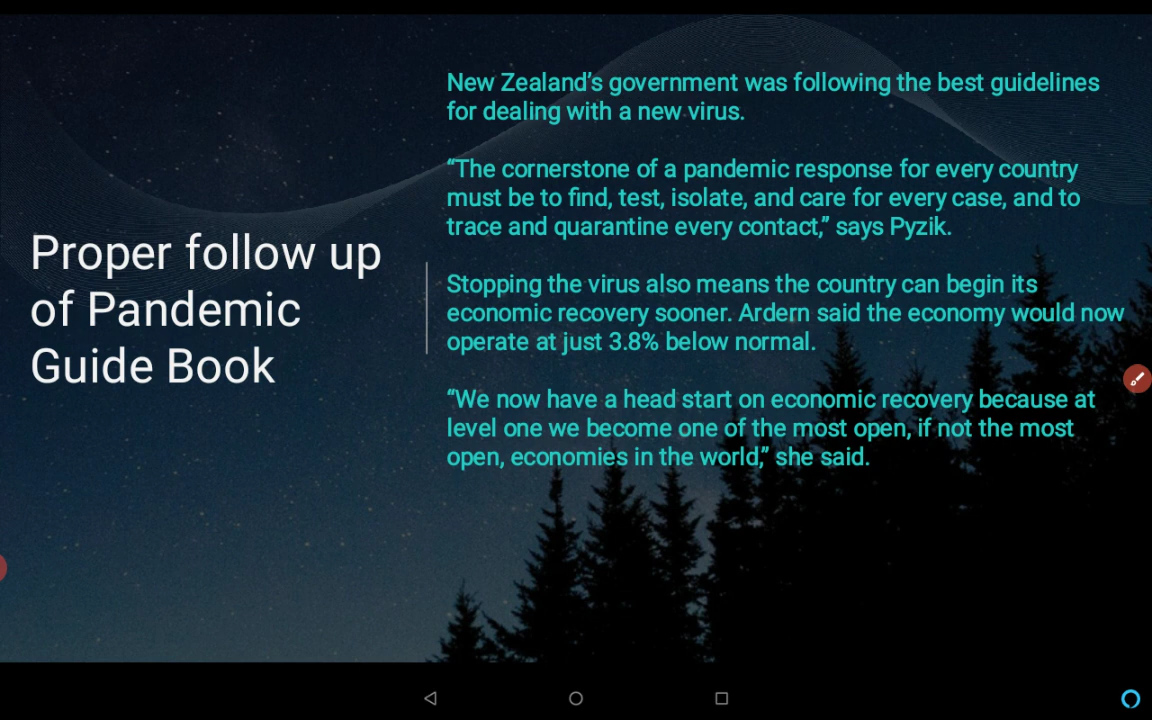 Proper follow up
of Pandemic
Guide Book
New Zealand’s government was following the best guidelines
for dealing with a new virus.
“The cornerstone of a pandemic response for every country
must be to find, test, isolate, and care for every case, and to
trace and quarantine every contact,” says Pyzik.
Stopping the virus also means the country can begin its
economic recovery sooner. Ardern said the economy would now
operate at just 3.8% below normal.
“We now have a head start on economic recovery because at
level one we become one of the most open, if not the most
open, economies in the world,” she said.